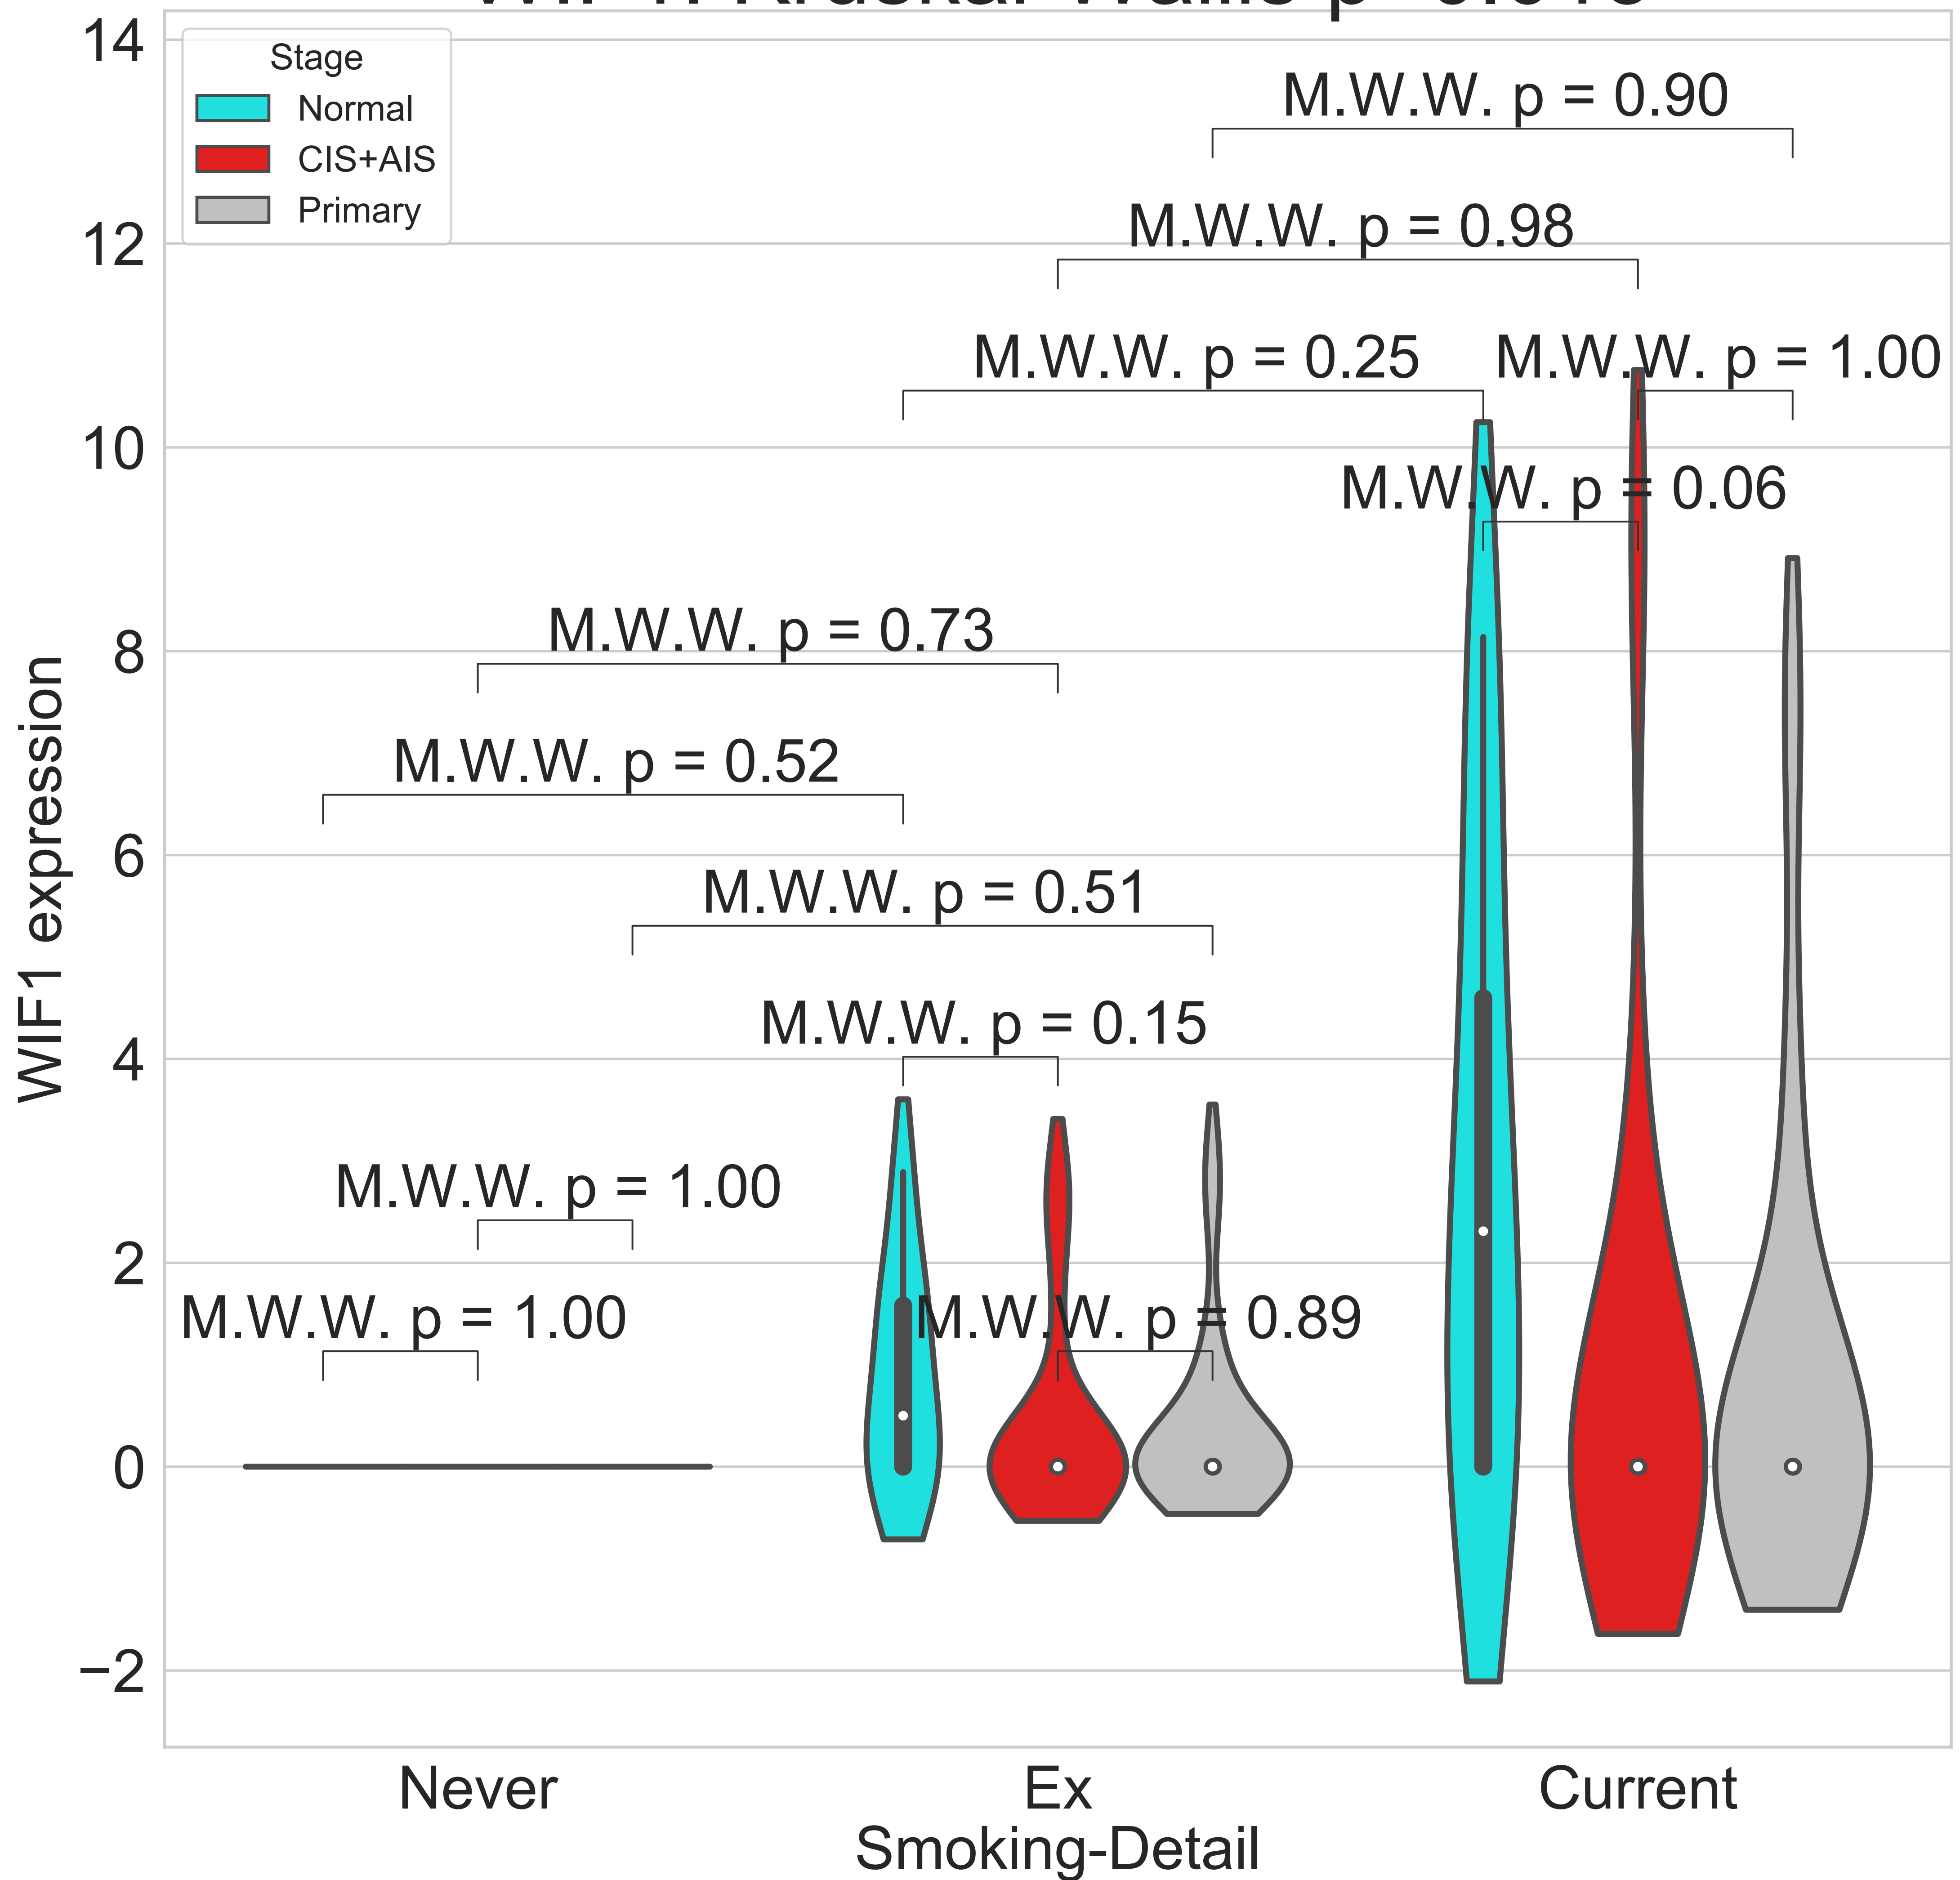 14
12
10
8
6
4
2
0
−2
WIF1 expression
Stage
Normal
CIS+AIS
Primary
M.W.W. p = 0.90
M.W.W. p = 0.98
M.W.W. p = 0.25
M.W.W. p = 1.00
M.W.W. p = 0.06
M.W.W. p = 0.73
M.W.W. p = 0.52
M.W.W. p = 0.51
M.W.W. p = 0.15
M.W.W. p = 1.00
M.W.W. p = 1.00
M.W.W. p = 0.89
Never
Ex
Current
Smoking-Detail